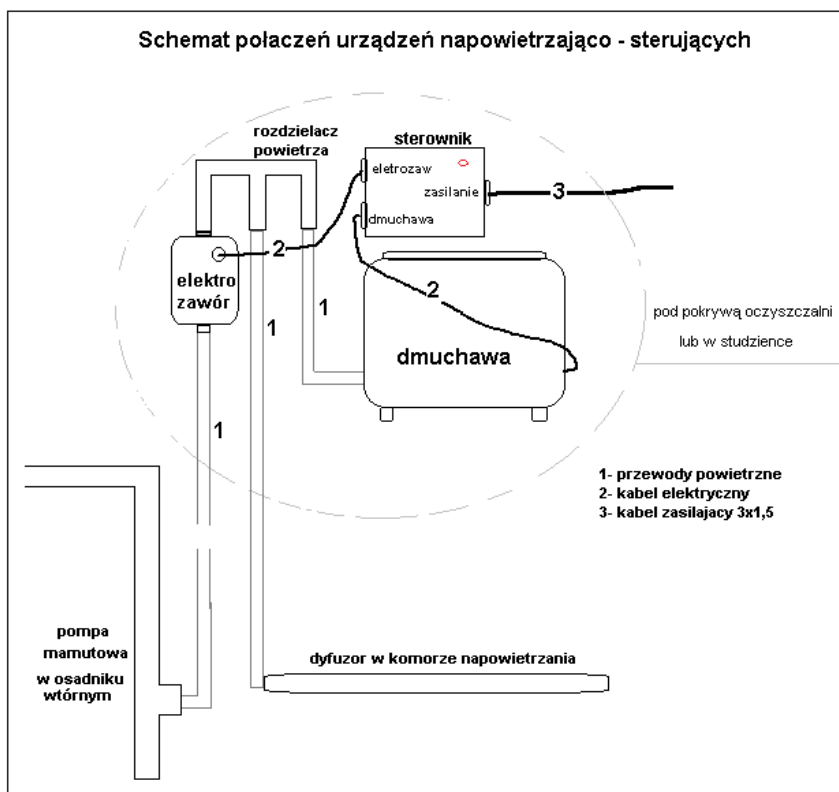 Schemat połaczeń urządzeń napowietrzająco - sterujących
rozdzielacz
powietrza
sterownik
eletrozaw
zasilanie
dmuchawa
3
2
elektro
zawór
2
1
1
dmuchawa
pod pokrywą oczyszczalni
lub w studzience
1
1- przewody powietrzne
2- kabel elektryczny
3- kabel zasilajacy 3x1,5
pompa
mamutowa
w osadniku
wtórnym
dyfuzor w komorze napowietrzania